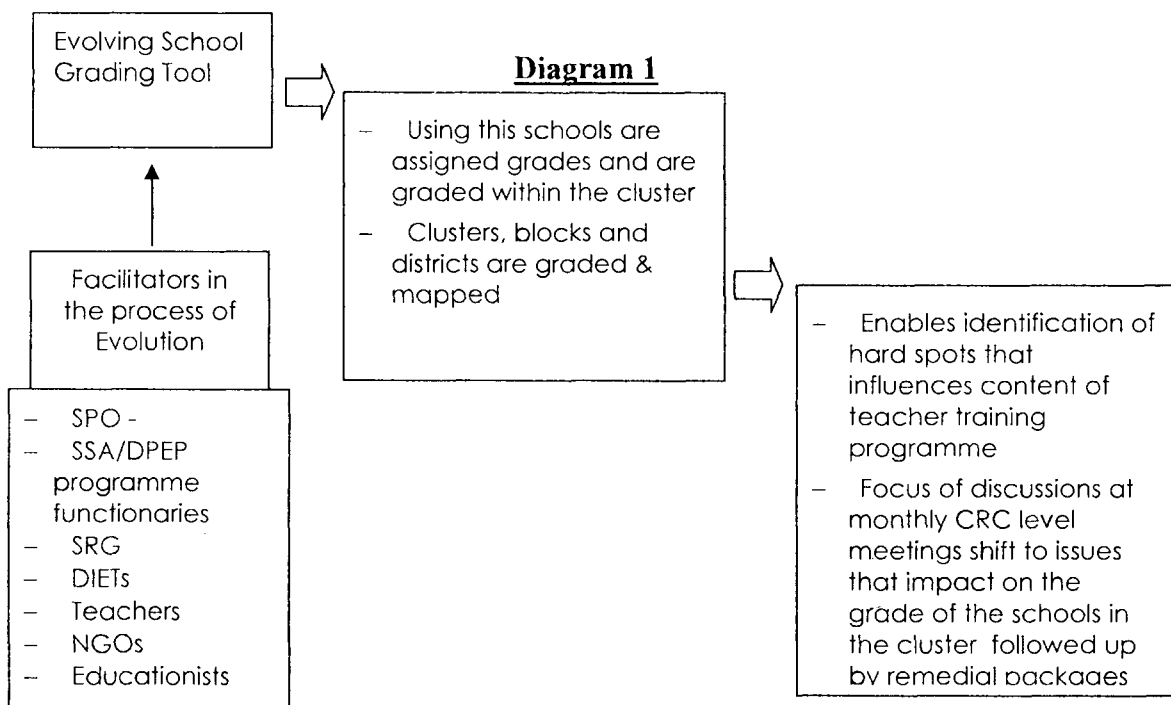 Evolving School
Grading Tool
Diagram 1
– Using this schools are
assigned grades and are
graded within the cluster
– Clusters, blocks and
districts are graded &
mapped
Facilitators in
the process of
Evolution
– SPO -
– SSA/DPEP
programme
functionaries
– SRG
– DIETs
– Teachers
– NGOs
– Educationists
– Enables identification of
hard spots that
influences content of
teacher training
programme
– Focus of discussions at
monthly CRC level
meetings shift to issues
that impact on the
grade of the schools in
the cluster followed up
by remedial packages